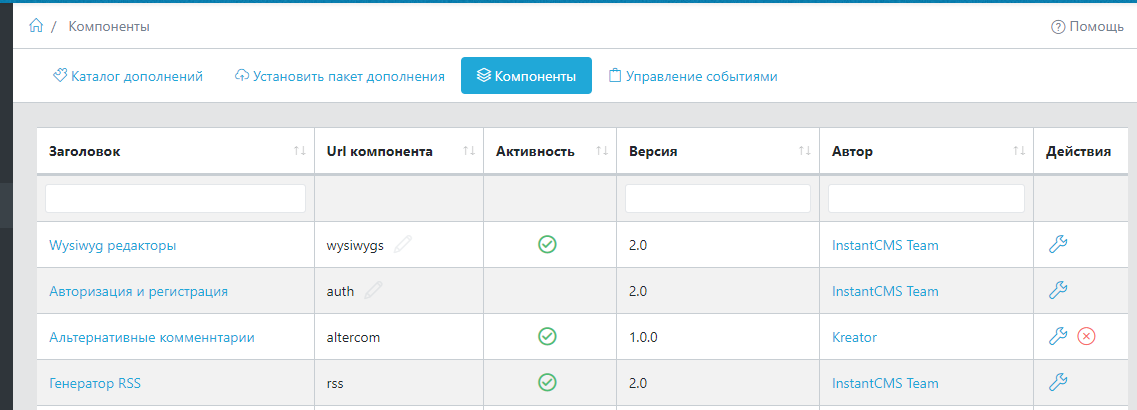 / Компоненты
Помощь
Каталог дополнений Установить пакет дополнения Компоненты Управление событиями
Заголовок Url компонента Активность Версия Автор Действия
Wysiwyg редакторы wysiwygs 2.0 InstantCMS Team
Авторизация и регистрация auth 2.0 InstantCMS Team
Альтернативные комменнтарии altercom 1.0.0 Kreator
Генератор RSS rss 2.0 InstantCMS Team